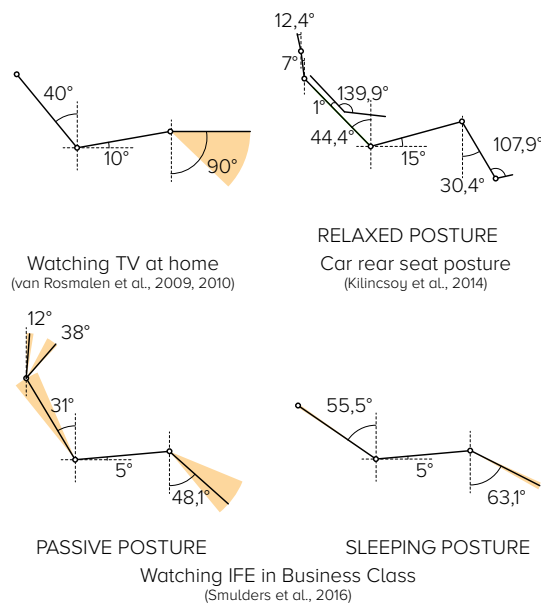 12,4°
7°
40°
139,9°
1°
44,4°
107,9°
10°
15°
90°
30,4°
RELAXED POSTURE
Watching TV at home
(van Rosmalen et al., 2009, 2010)
Car rear seat posture
(Kilincsoy et al., 2014)
12°
38°
31°
55,5°
5°
5°
48,1°
63,1°
PASSIVE POSTURE
SLEEPING POSTURE
Watching IFE in Business Class
(Smulders et al., 2016)